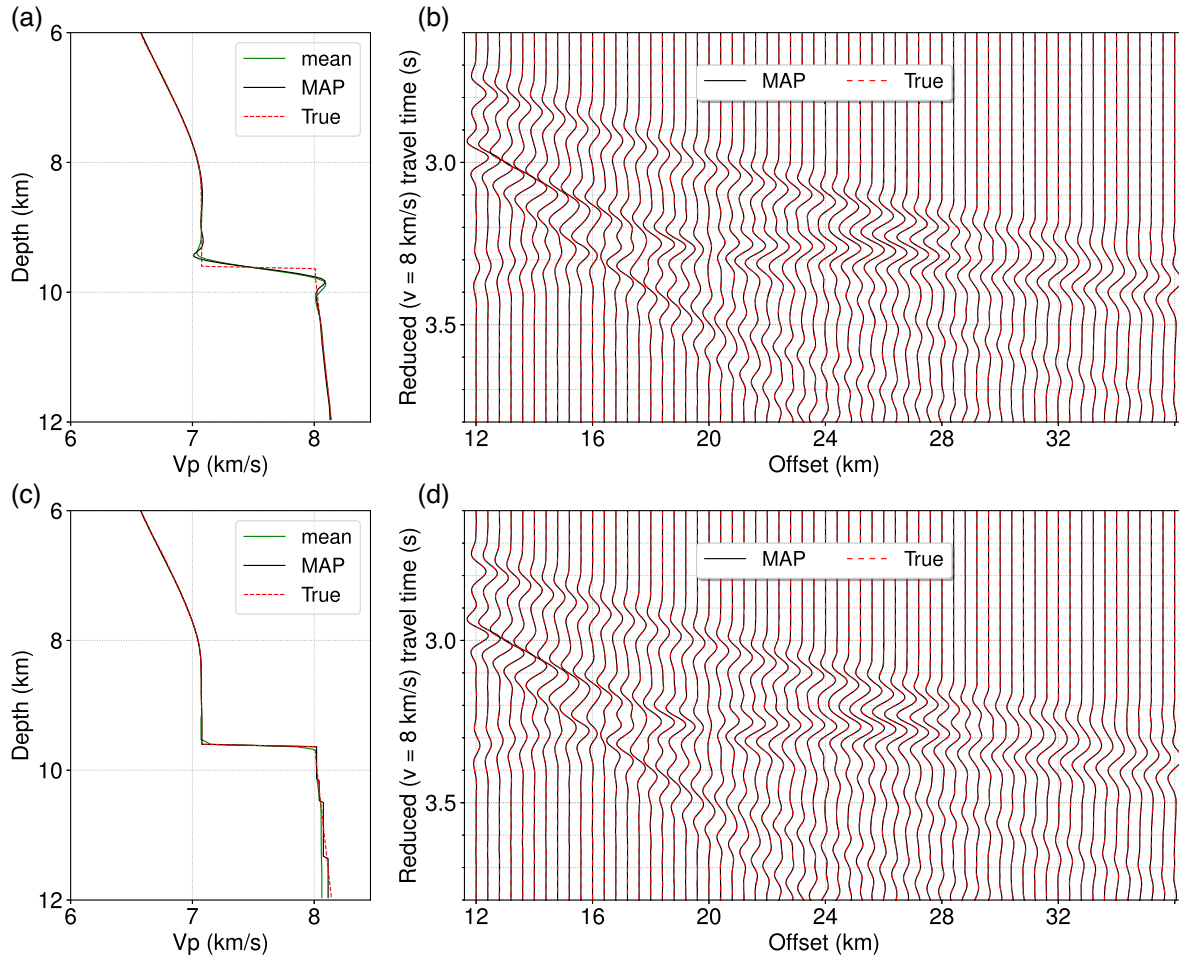 (a)
6
8
10
12
Depth (km)
mean
MAP
True
6
7
8
Vp (km/s)
(b)
3.0
3.5
Reduced (v = 8 km/s) travel time (s)
MAP
True
12
16
20
24
28
32
Offset (km)
(c)
6
8
10
12
Depth (km)
mean
MAP
True
6
7
8
Vp (km/s)
(d)
3.0
3.5
Reduced (v = 8 km/s) travel time (s)
MAP
True
12
16
20
24
28
32
Offset (km)